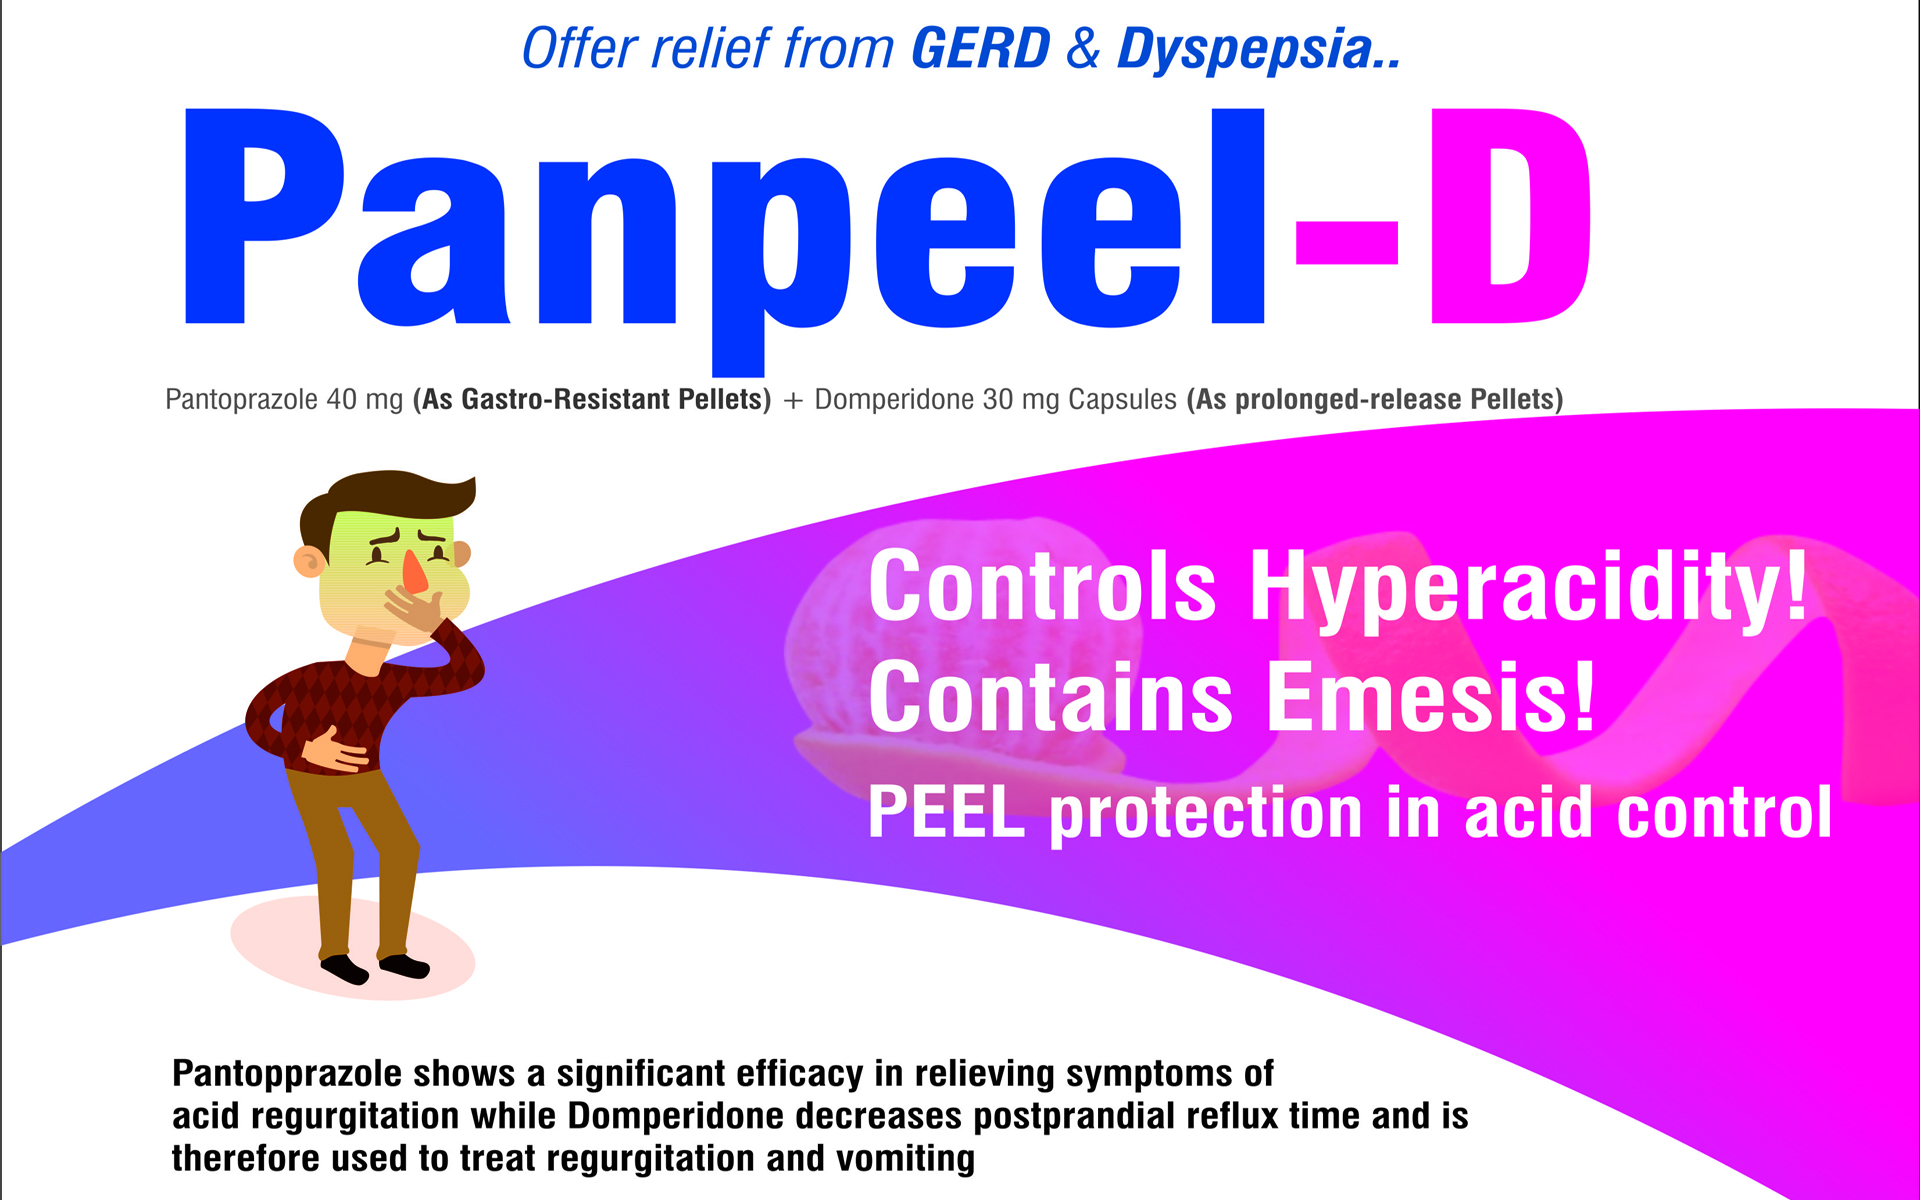 Offer relief from GERD & Dyspepsia..
Panpeel-D
Pantoprazole 40 mg (As Gastro-Resistant Pellets) + Domperidone 30 mg Capsules (As prolonged-release Pellets)
Controls Hyperacidity!
Contains Emesis!
PEEL protection in acid control
Pantopprazole shows a significant efficacy in relieving symptoms of
acid regurgitation while Domperidone decreases postprandial reflux time and is
therefore used to treat regurgitation and vomiting